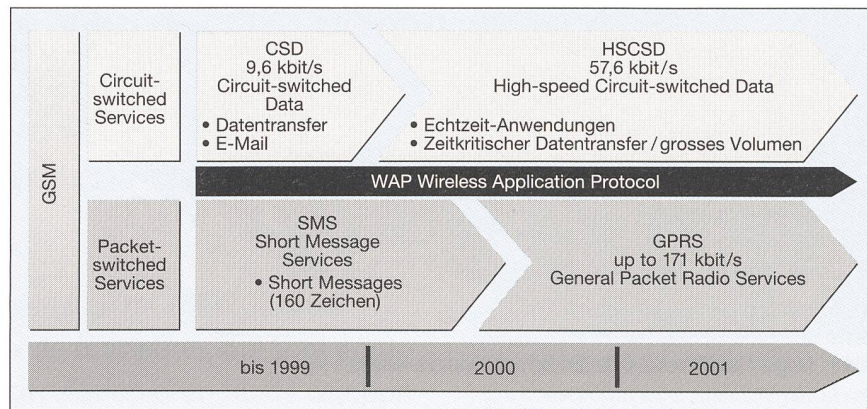 GSM
Circuit-
switched
Services
CSD
9,6 kbit/s
Circuit-switched
Data
• Datentransfer
• E-Mail
HSCSD
57,6 kbit/s
High-speed Circuit-switched Data
• Echtzeit-Anwendungen
• Zeitkritischer Datentransfer / grosses Volumen
WAP Wireless Application Protocol
Packet-
switched
Services
SMS
Short Message
Services
• Short Messages
(160 Zeichen)
GPRS
up to 171 kbit/s
General Packet Radio Services
bis 1999
2000
2001